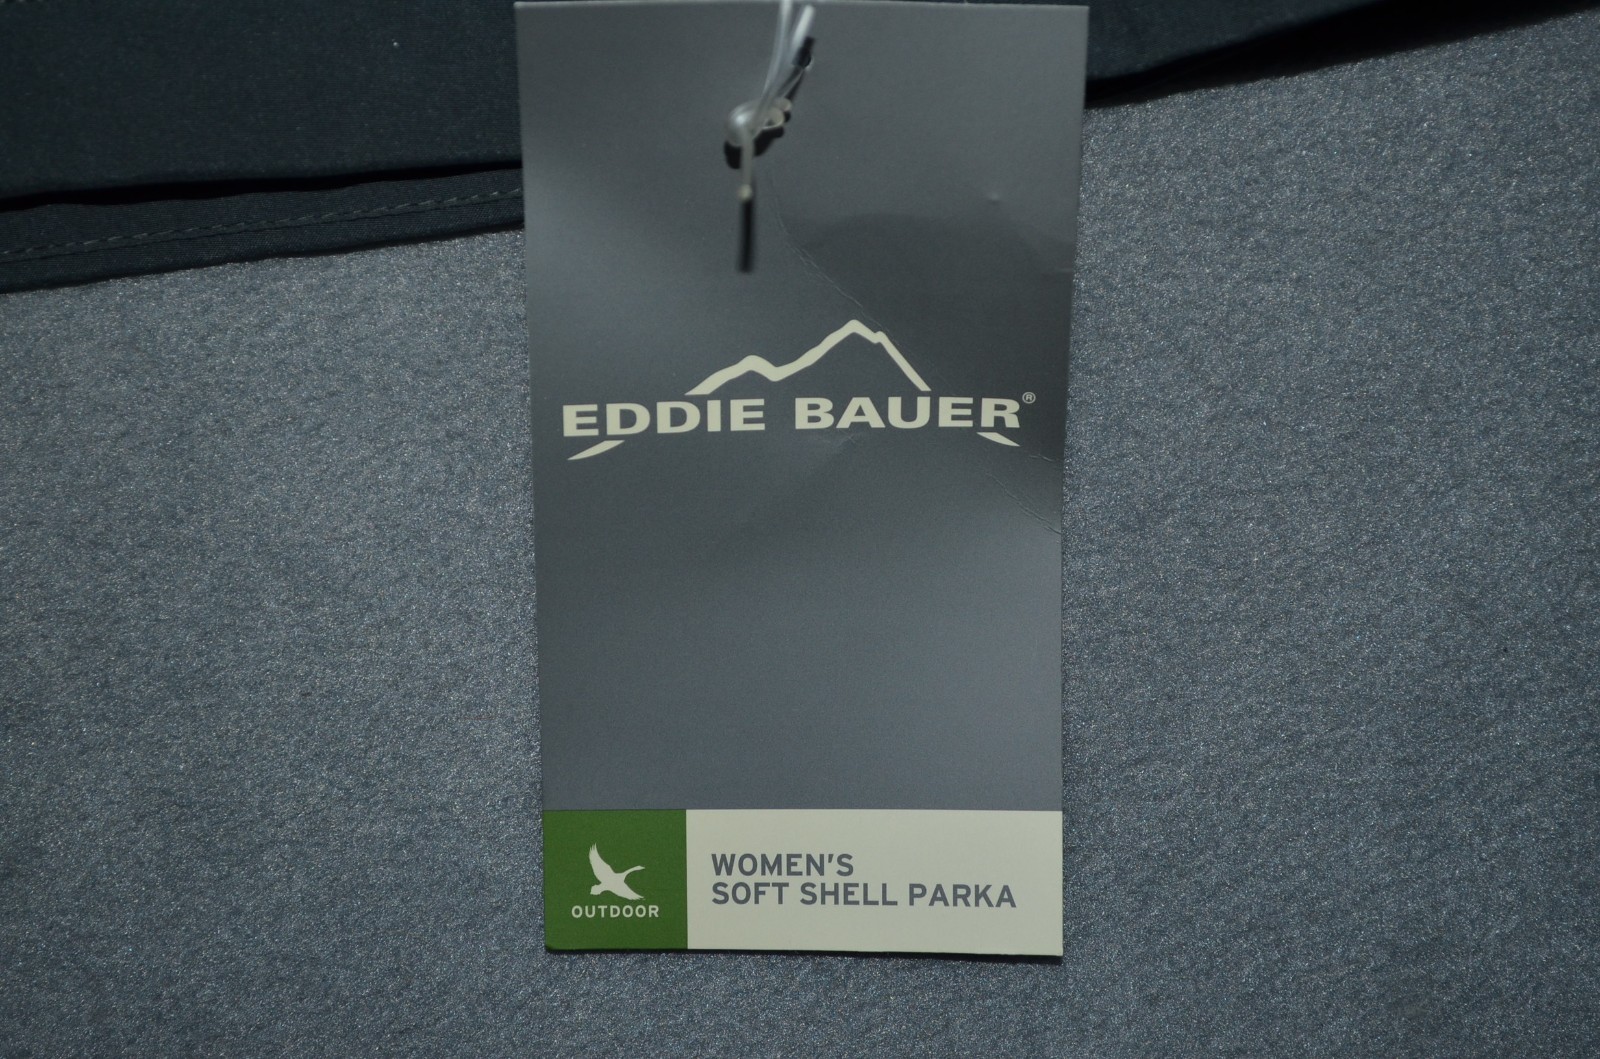 EDDIE BAUER®
OUTDOOR
WOMEN'S
SOFT SHELL PARKA